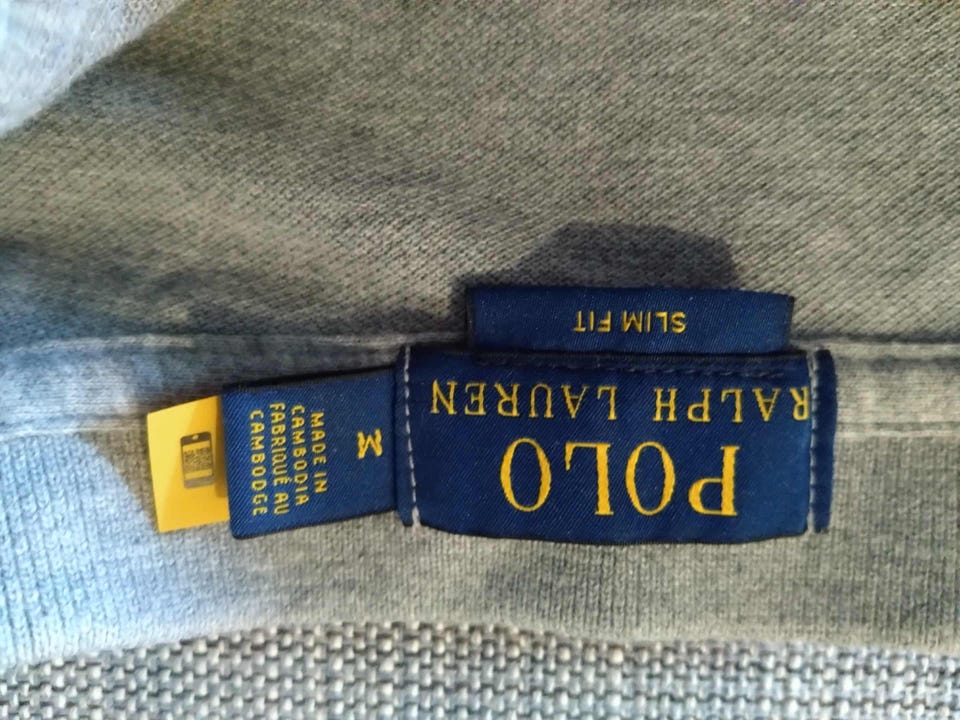 POLO
RALPH LAUREN
SLIM FIT
M
MADE IN
CAMBODIA
FABRIQUÉ AU
CAMBODGE